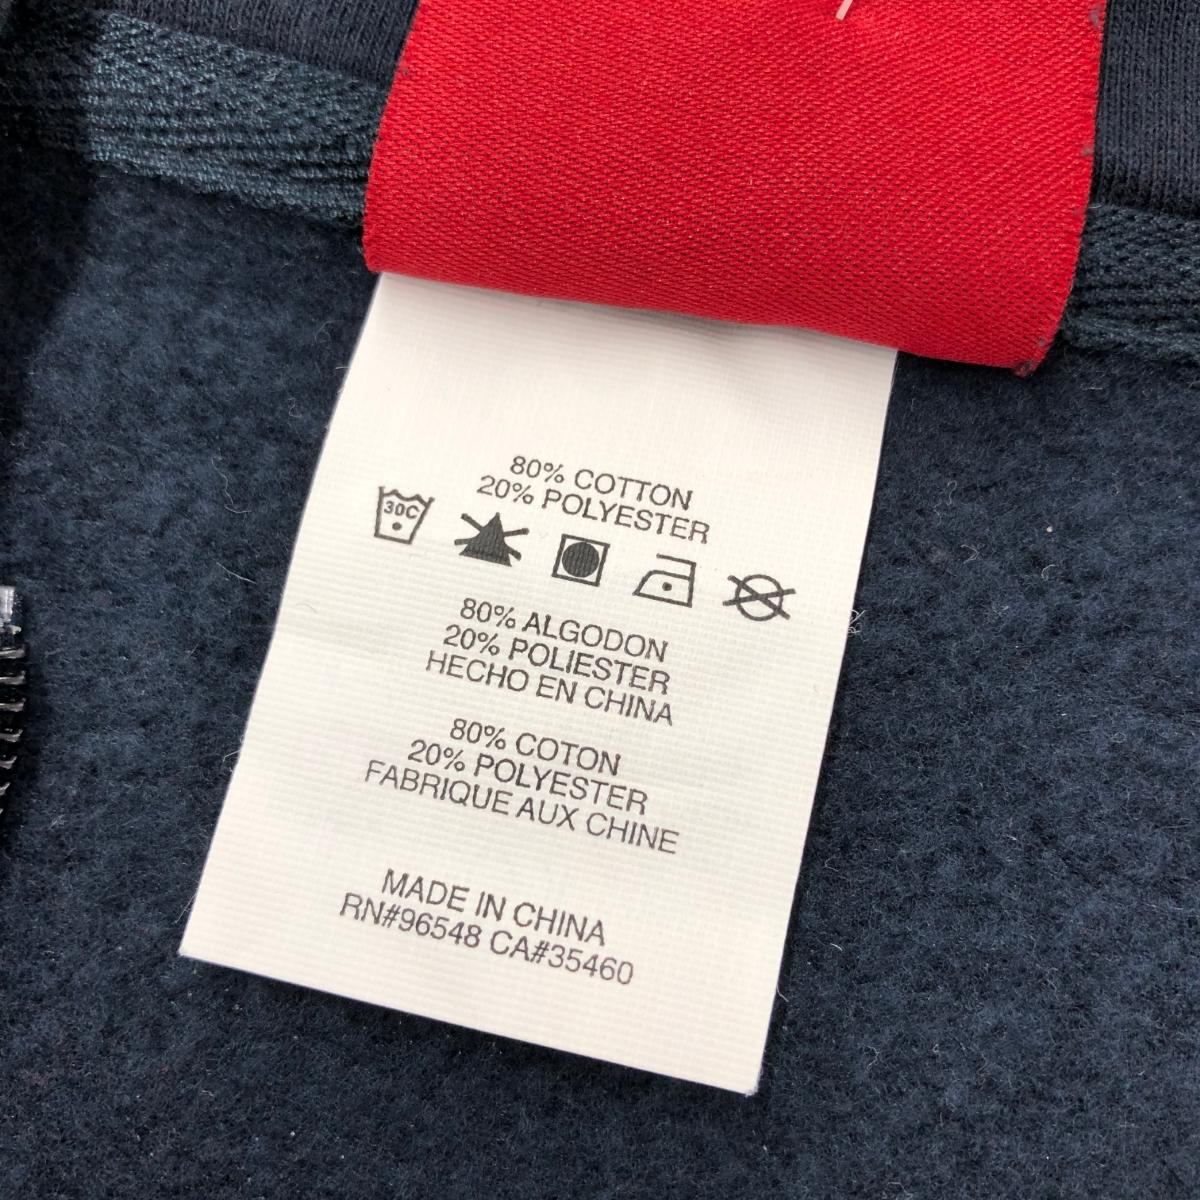 80% COTTON
20% POLYESTER
30C
80% ALGODON
20% POLIESTER
HECHO EN CHINA
80% COTON
20% POLYESTER
FABRIQUE AUX CHINE
MADE IN CHINA
RN#96548 CA#35460